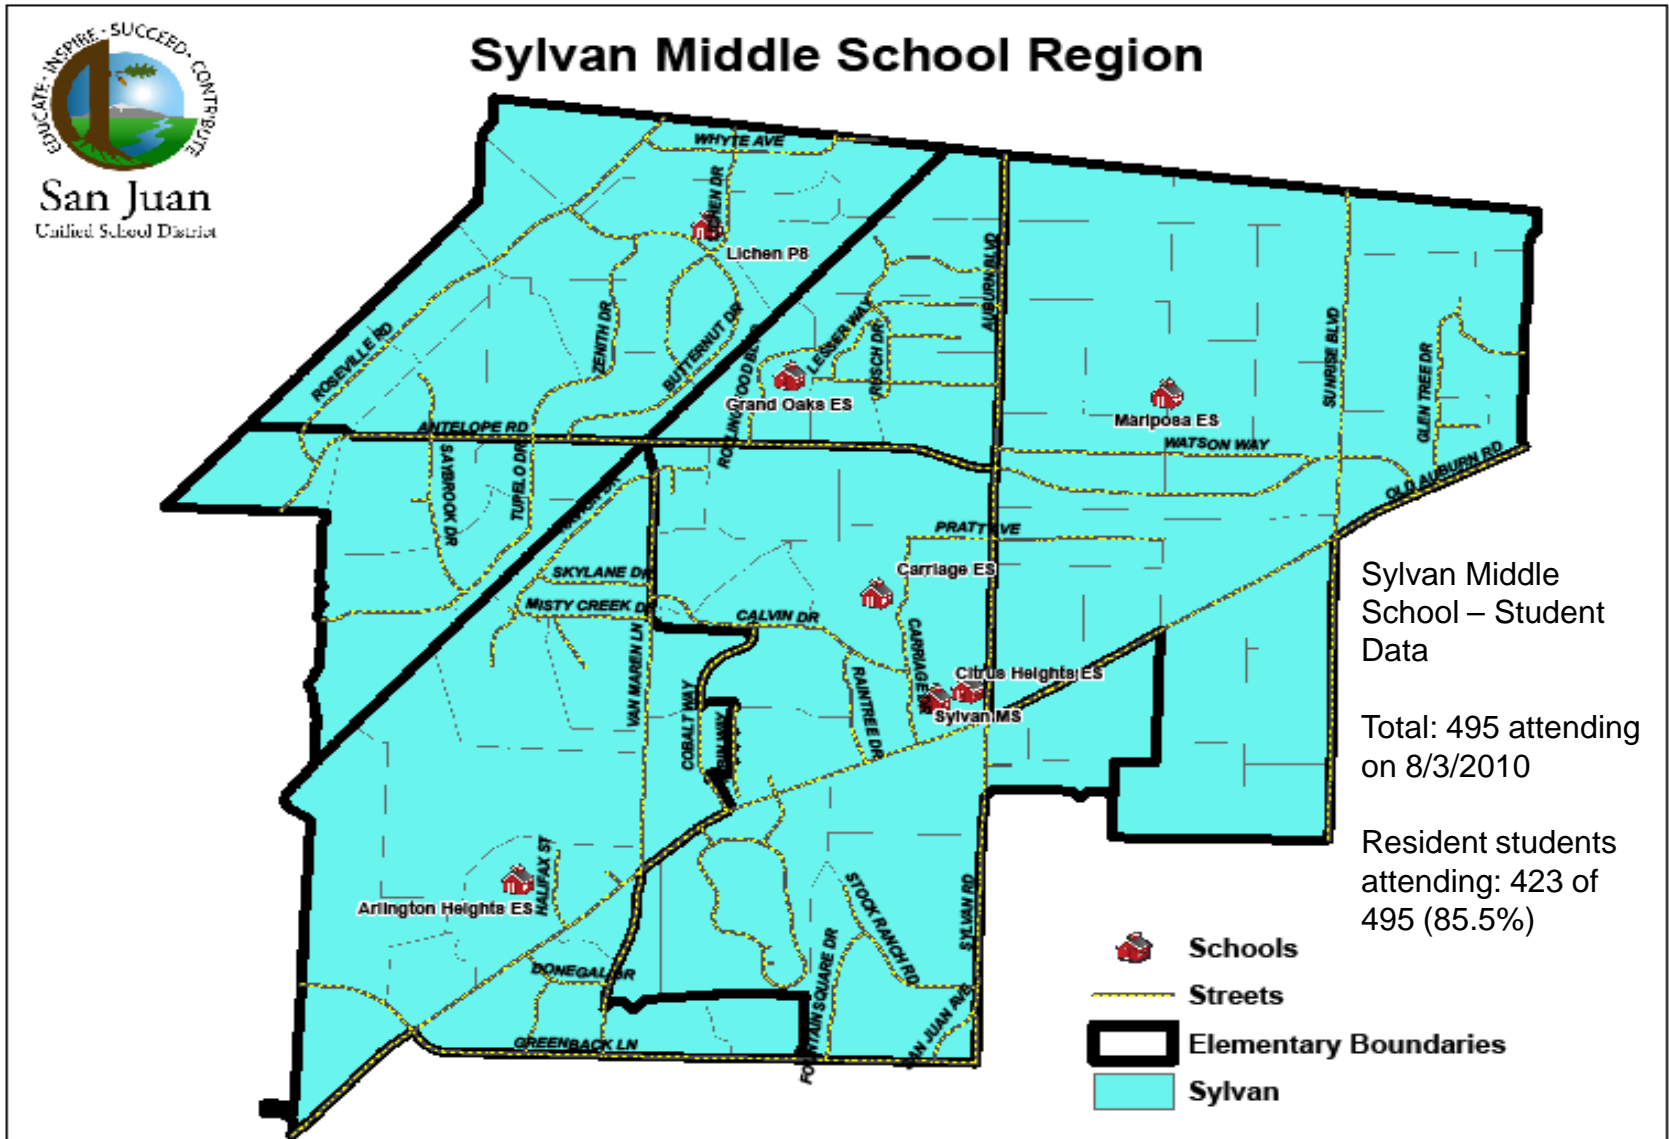 EDUCATE · INSPIRE · SUCCEED · CONTRIBUTE
San Juan
Unified School District
Sylvan Middle School Region
WHYTE AVE
LICHEN DR
Lichen P8
ROSEVILLE RD
ZENITH DR
BUTTERNUT DR
LESSER WAY
RUSCH DR
AUBURN BLVD
SUNRISE BLVD
GLEN TREE DR
Grand Oaks ES
Mariposa ES
ANTELOPE RD
WATSON WAY
OLD AUBURN RD
SAYBROOK DR
TUPELO DR
PRATT AVE
SKYLANE DR
MISTY CREEK DR
Carriage ES
CALVIN DR
VAN MAREN LN
COBALT WAY
RAINTREE DR
CARRIAGE DR
Citrus Heights ES
Sylvan MS
Sylvan Middle
School – Student
Data
Total: 495 attending
on 8/3/2010
Resident students
attending: 423 of
495 (85.5%)
HALIFAX ST
Arlington Heights ES
STOCK RANCH RD
SYLVAN RD
DONEGAL DR
FOUNTAIN SQUARE DR
SAN JUAN AVE
GREENBACK LN
Schools
Streets
Elementary Boundaries
Sylvan